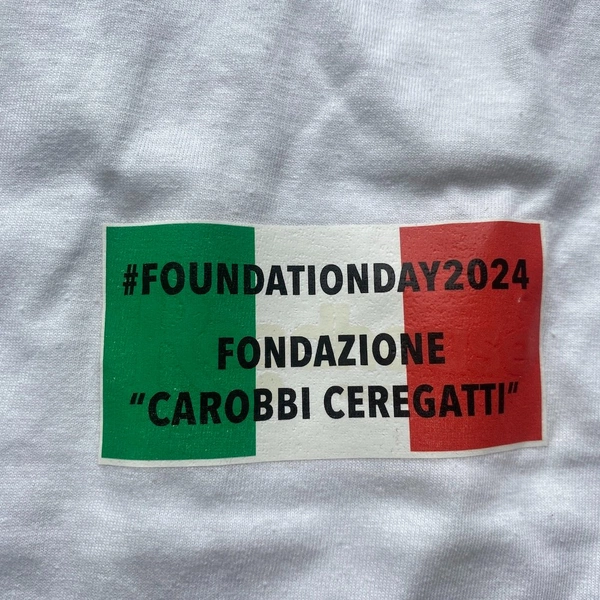 #FOUNDATIONDAY2024
FONDAZIONE
“CAROBBI CEREGATTI”